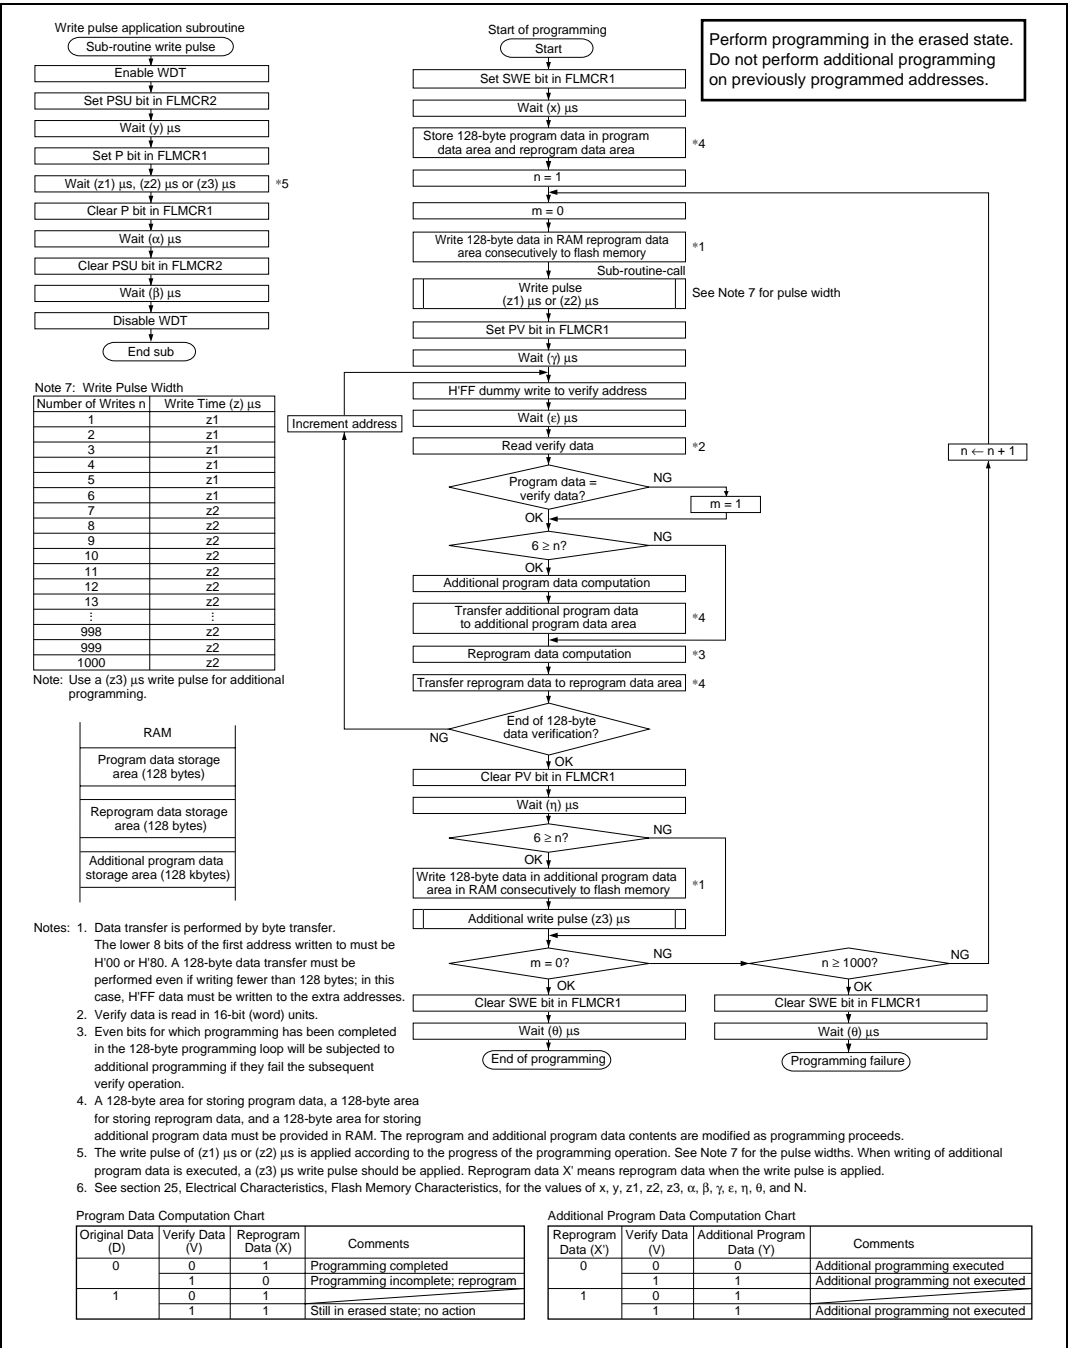 Write pulse application subroutine
Sub-routine write pulse
Enable WDT
Set PSU bit in FLMCR2
Wait (y) μs
Set P bit in FLMCR1
Wait (z1) μs, (z2) μs or (z3) μs *5
Clear P bit in FLMCR1
Wait (α) μs
Clear PSU bit in FLMCR2
Wait (β) μs
Disable WDT
End sub
Note 7: Write Pulse Width
Number of Writes n Write Time (z) μs
1 z1
2 z1
3 z1
4 z1
5 z1
6 z1
7 z2
8 z2
9 z2
10 z2
11 z2
12 z2
13 z2
⋮ ⋮
998 z2
999 z2
1000 z2
Note: Use a (z3) μs write pulse for additional
programming.
RAM
Program data storage
area (128 bytes)
Reprogram data storage
area (128 bytes)
Additional program data
storage area (128 kbytes)
Start of programming
Start
Set SWE bit in FLMCR1
Wait (x) μs
Store 128-byte program data in program
data area and reprogram data area *4
n = 1
m = 0
Write 128-byte data in RAM reprogram data
area consecutively to flash memory *1
Sub-routine-call
Write pulse
(z1) μs or (z2) μs
See Note 7 for pulse width
Set PV bit in FLMCR1
Wait (γ) μs
H'FF dummy write to verify address
Increment address
Wait (ε) μs
Read verify data *2
n ← n + 1
Program data =
verify data?
NG
m = 1
OK
6 ≥ n?
NG
OK
Additional program data computation
Transfer additional program data
to additional program data area *4
Reprogram data computation *3
Transfer reprogram data to reprogram data area *4
End of 128-byte
data verification?
NG
OK
Clear PV bit in FLMCR1
Wait (η) μs
6 ≥ n?
NG
OK
Write 128-byte data in additional program data
area in RAM consecutively to flash memory *1
Additional write pulse (z3) μs
m = 0?
NG
n ≥ 1000?
NG
OK
OK
Clear SWE bit in FLMCR1
Clear SWE bit in FLMCR1
Wait (θ) μs
Wait (θ) μs
End of programming
Programming failure
Perform programming in the erased state.
Do not perform additional programming
on previously programmed addresses.
Notes: 1. Data transfer is performed by byte transfer.
The lower 8 bits of the first address written to must be
H'00 or H'80. A 128-byte data transfer must be
performed even if writing fewer than 128 bytes; in this
case, H'FF data must be written to the extra addresses.
2. Verify data is read in 16-bit (word) units.
3. Even bits for which programming has been completed
in the 128-byte programming loop will be subjected to
additional programming if they fail the subsequent
verify operation.
4. A 128-byte area for storing program data, a 128-byte area
for storing reprogram data, and a 128-byte area for storing
additional program data must be provided in RAM. The reprogram and additional program data contents are modified as programming proceeds.
5. The write pulse of (z1) μs or (z2) μs is applied according to the progress of the programming operation. See Note 7 for the pulse widths. When writing of additional
program data is executed, a (z3) μs write pulse should be applied. Reprogram data X' means reprogram data when the write pulse is applied.
6. See section 25, Electrical Characteristics, Flash Memory Characteristics, for the values of x, y, z1, z2, z3, α, β, γ, ε, η, θ, and N.
Program Data Computation Chart
Original Data (D) Verify Data (V) Reprogram Data (X) Comments
0 0 1 Programming completed
1 0 Programming incomplete; reprogram
1 0 1
1 1 Still in erased state; no action
Additional Program Data Computation Chart
Reprogram Data (X') Verify Data (V) Additional Program Data (Y) Comments
0 0 0 Additional programming executed
1 1 Additional programming not executed
1 0 1
1 1 Additional programming not executed